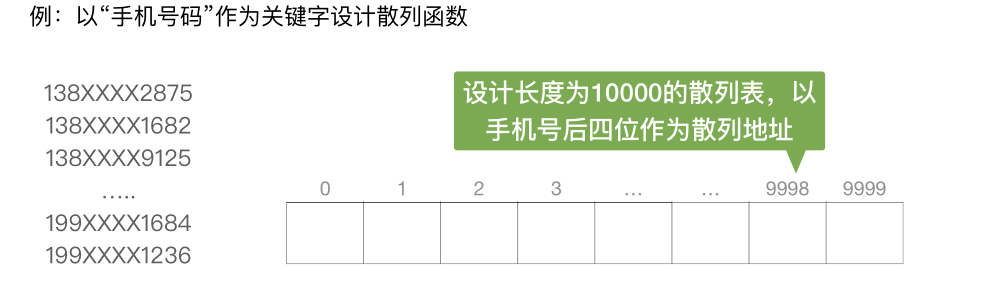 例：以“手机号码”作为关键字设计散列函数
138XXXX2875
138XXXX1682
138XXXX9125
…..
199XXXX1684
199XXXX1236
设计长度为10000的散列表，以
手机号后四位作为散列地址
0 1 2 3 … … 9998 9999